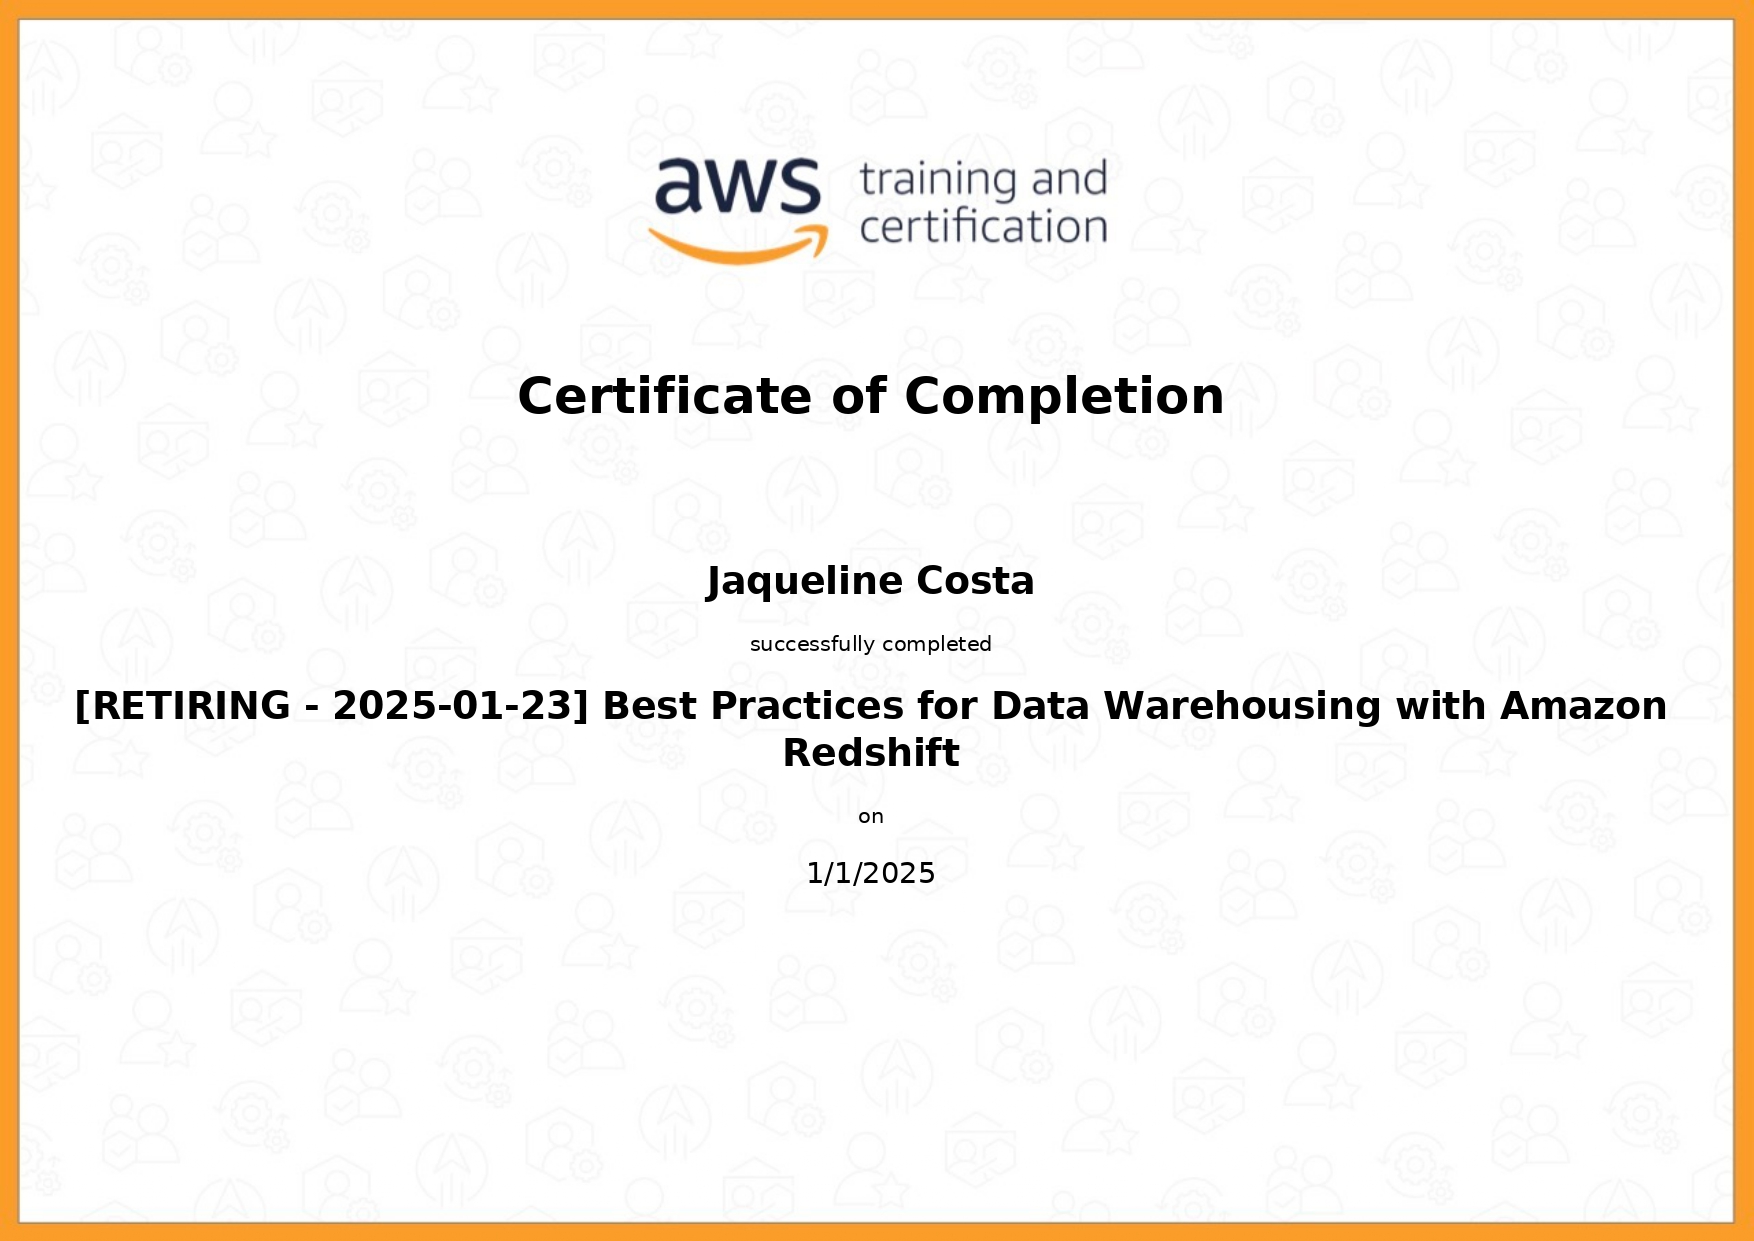 aws training and
certification
Certificate of Completion
Jaqueline Costa
successfully completed
[RETIRING - 2025-01-23] Best Practices for Data Warehousing with Amazon
Redshift
on
1/1/2025